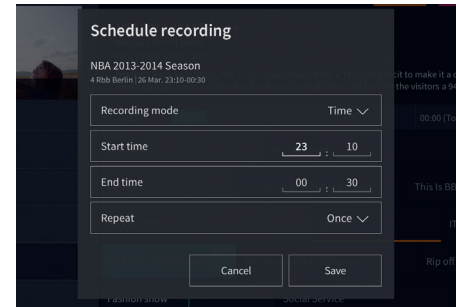 Schedule recording
NBA 2013-2014 Season
4 Rbb Berlin | 26 Mar. 23:10-00:30
cit to make it a c
the visitors a 94
Recording mode Time
00:00 (To
Start time 23 : 10
End time 00 : 30
This Is BB
Repeat Once
IT
Rip off
Cancel Save
Fashion show Social Service